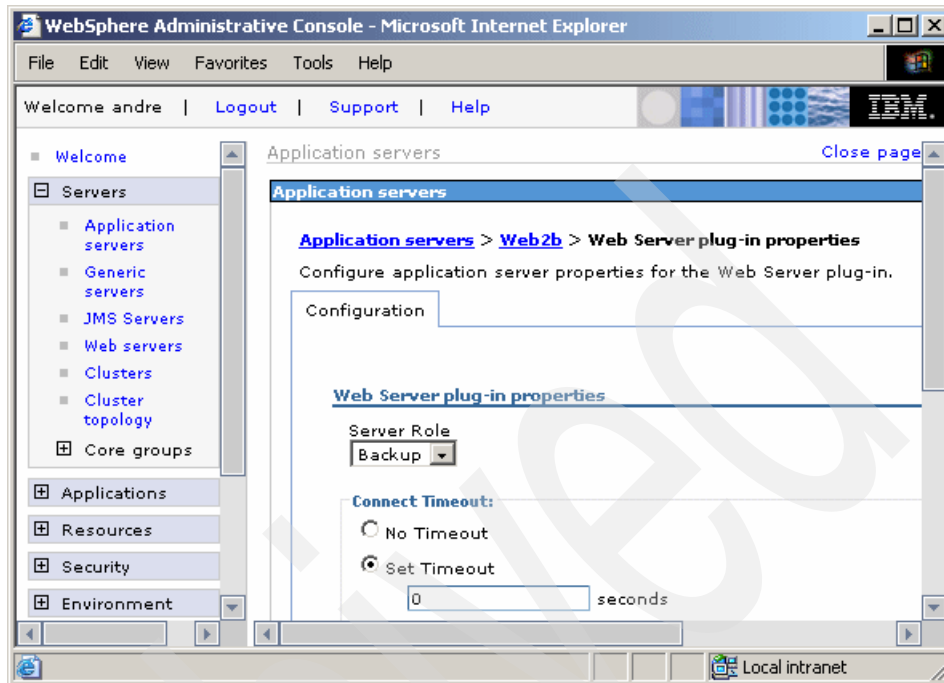 WebSphere Administrative Console - Microsoft Internet Explorer
File Edit View Favorites Tools Help
Welcome andre | Logout | Support | Help
IBM.
Welcome
Servers
Application servers
Generic servers
JMS Servers
Web servers
Clusters
Cluster topology
Core groups
Applications
Resources
Security
Environment
Application servers Close page
Application servers
Application servers > Web2b > Web Server plug-in properties
Configure application server properties for the Web Server plug-in.
Configuration
Web Server plug-in properties
Server Role
Backup
Connect Timeout:
No Timeout
Set Timeout
0 seconds
Local intranet